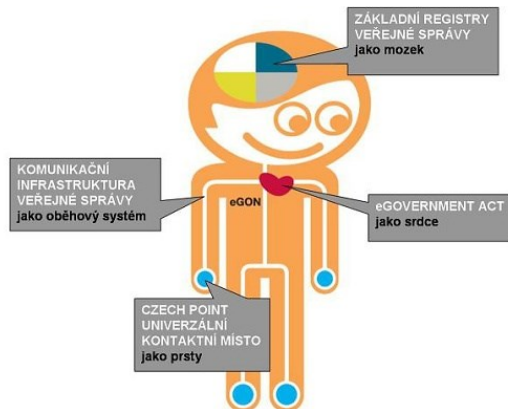 ZÁKLADNÍ REGISTRY
VEŘEJNÉ SPRÁVY
jako mozek
KOMUNIKAČNÍ
INFRASTRUKTURA
VEŘEJNÉ SPRÁVY
jako oběhový systém
eGON
eGOVERNMENT ACT
jako srdce
CZECH POINT
UNIVERZÁLNÍ
KONTAKTNÍ MÍSTO
jako prsty